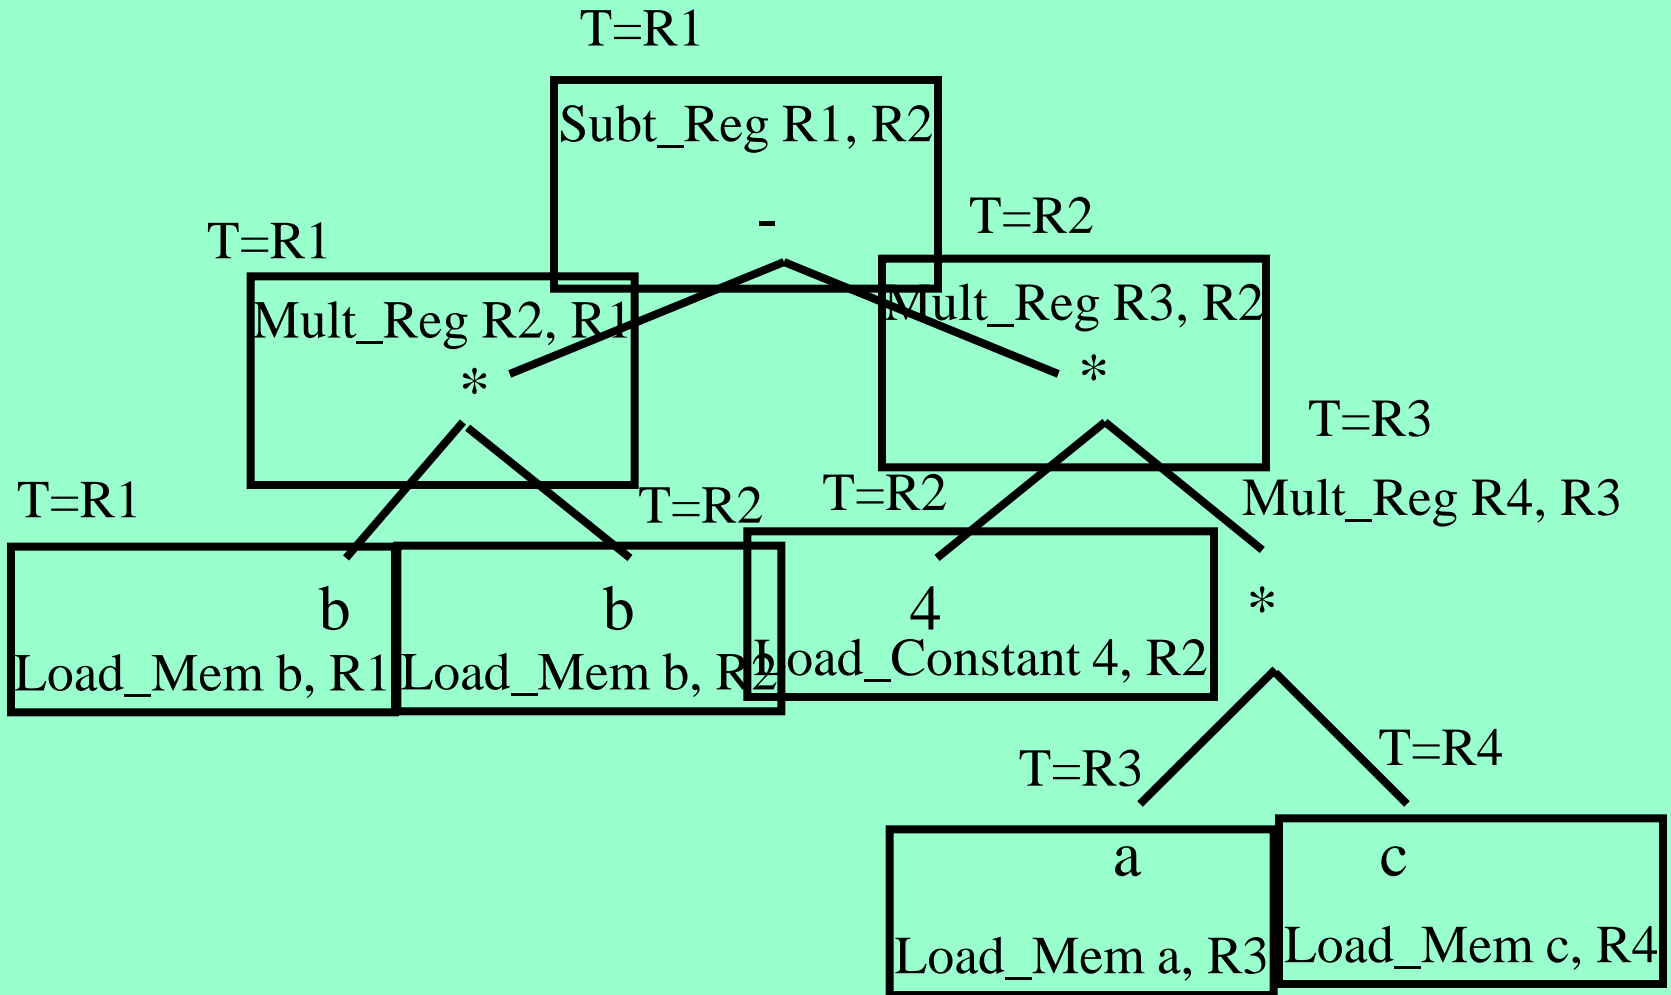 T=R1
Subt_Reg R1, R2
-
T=R1
T=R2
Mult_Reg R2, R1
Mult_Reg R3, R2
*
*
T=R3
T=R1
T=R2
T=R2
Mult_Reg R4, R3
b
b
4
*
Load_Mem b, R1
Load_Mem b, R2
Load_Constant 4, R2
T=R3
T=R4
a
c
Load_Mem a, R3
Load_Mem c, R4